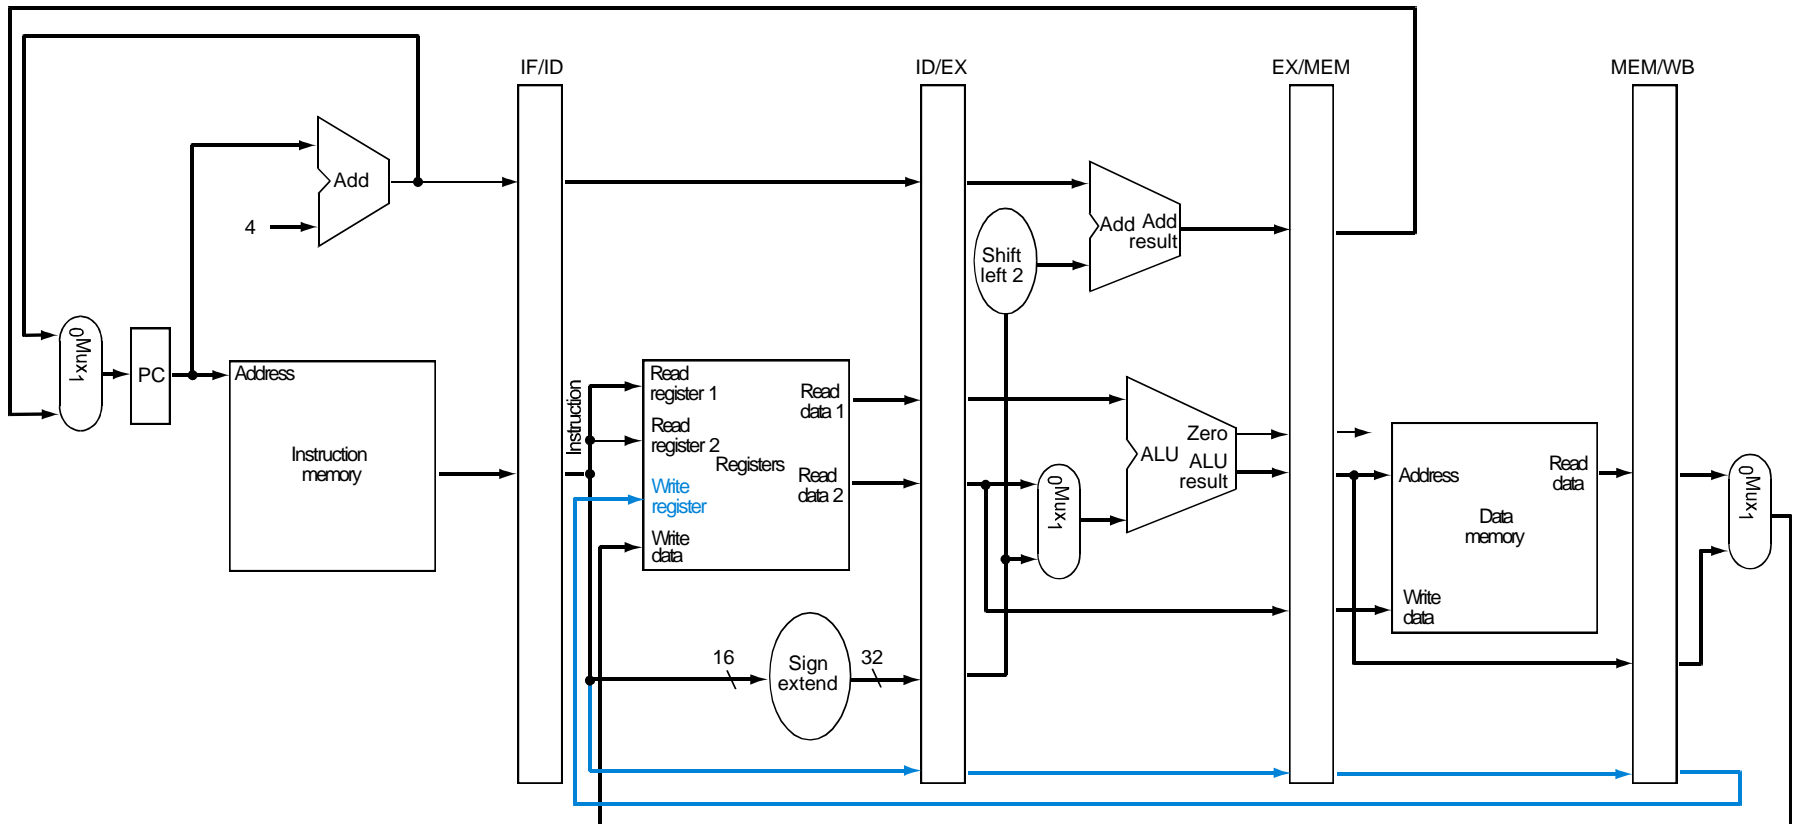 IF/ID
ID/EX
EX/MEM
MEM/WB
Add
4
Add Add
result
Shift
left 2
0
Mux
1
PC
Address
Instruction
memory
Instruction
Read
register 1
Read
register 2
Registers
Write
register
Write
data
Read
data 1
Read
data 2
0
Mux
1
Zero
ALU
ALU
result
Address
Read
data
Data
memory
Write
data
0
Mux
1
16
Sign
extend
32